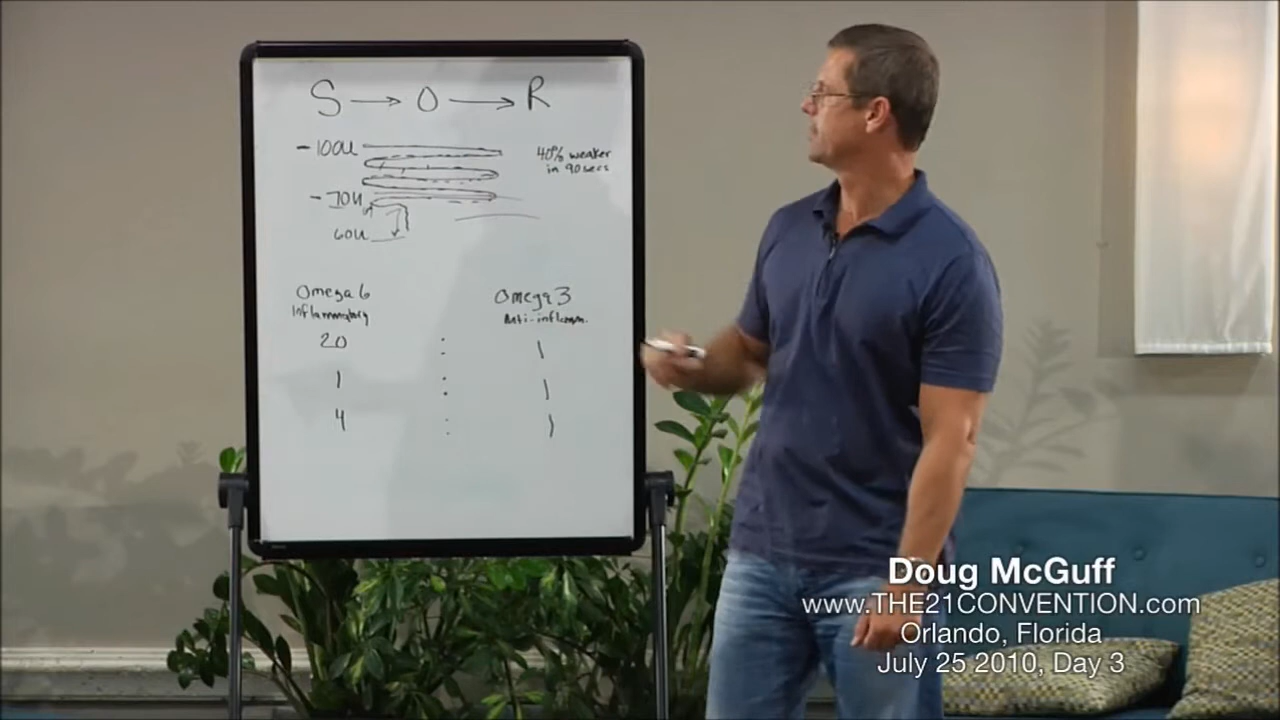 S → O → R
- 100u
40% weaker
in 90 secs
- 70u
60u
Omega 6
Inflammatory
Omega 3
Anti-inflamm.
20 : 1
1 : 1
4 : 1
Doug McGuff
www.THE21CONVENTION.com
Orlando, Florida
July 25 2010, Day 3